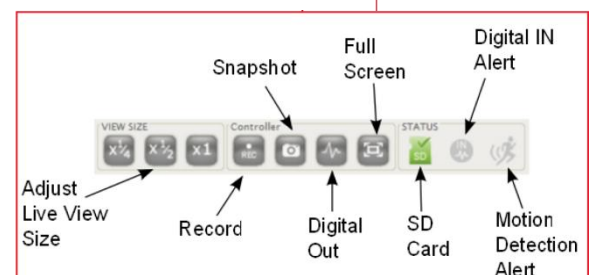 Snapshot
Full
Screen
Digital IN
Alert
VIEW SIZE
Controller
STATUS
x¼
x½
x1
REC
SD
IN
Adjust
Live View
Size
Record
Digital
Out
SD
Card
Motion
Detection
Alert